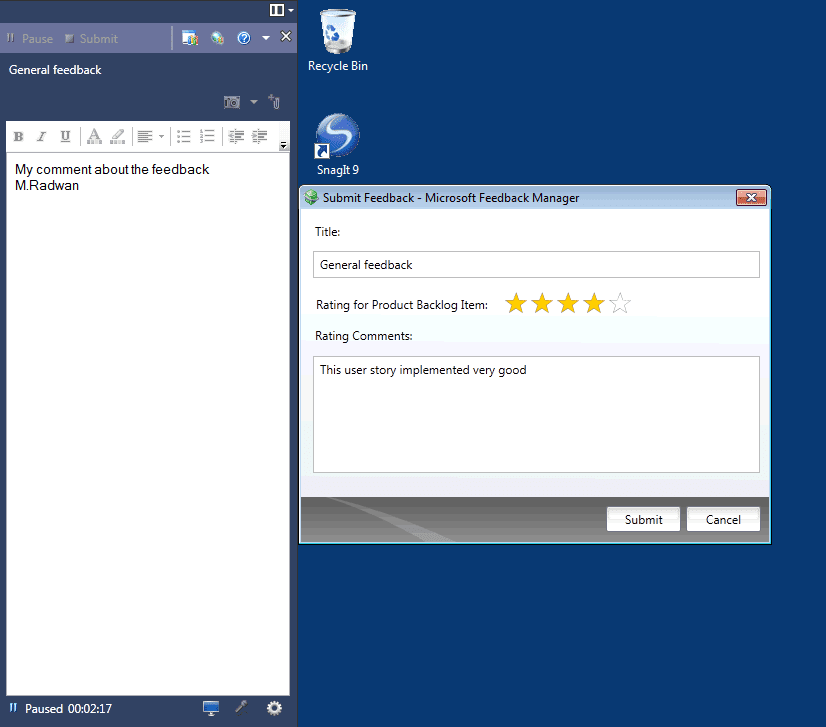 Pause Submit
General feedback
B I U A
My comment about the feedback
M.Radwan
Paused 00:02:17
Recycle Bin
SnagIt 9
Submit Feedback - Microsoft Feedback Manager
Title:
General feedback
Rating for Product Backlog Item:
Rating Comments:
This user story implemented very good
Submit Cancel